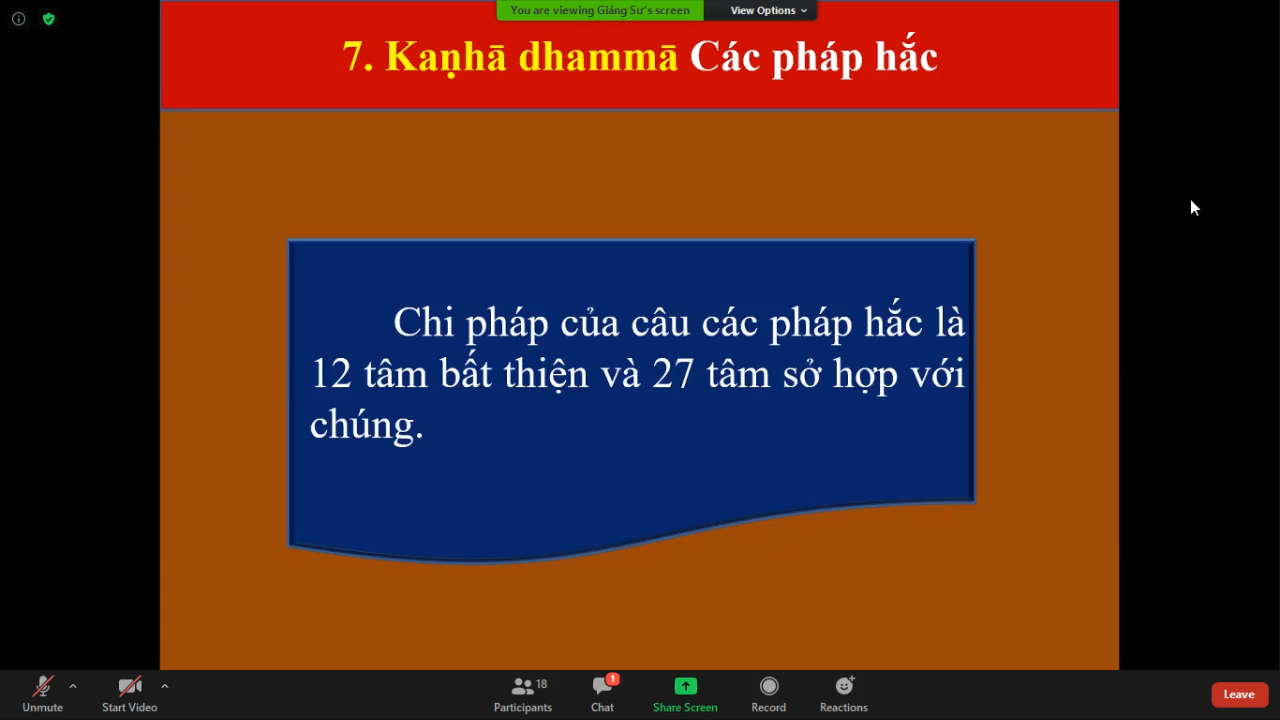 You are viewing Giảng Sư's screen
View Options
7. Kaṇhā dhammā Các pháp hắc
Chi pháp của câu các pháp hắc là
12 tâm bất thiện và 27 tâm sở hợp với
chúng.
Unmute
Start Video
18
Participants
1
Chat
Share Screen
Record
Reactions
Leave